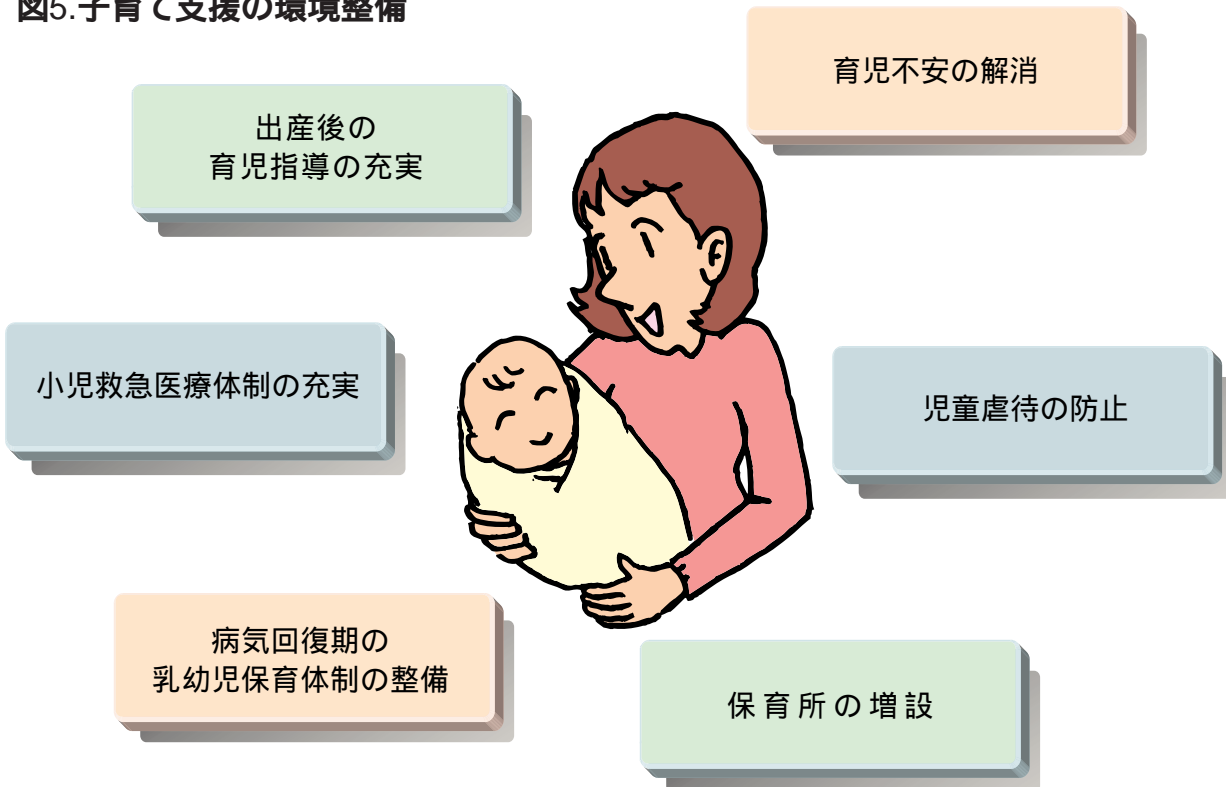 図5.子育て支援の環境整備
育児不安の解消
出産後の
育児指導の充実
小児救急医療体制の充実
児童虐待の防止
病気回復期の
乳幼児保育体制の整備
保育所の増設